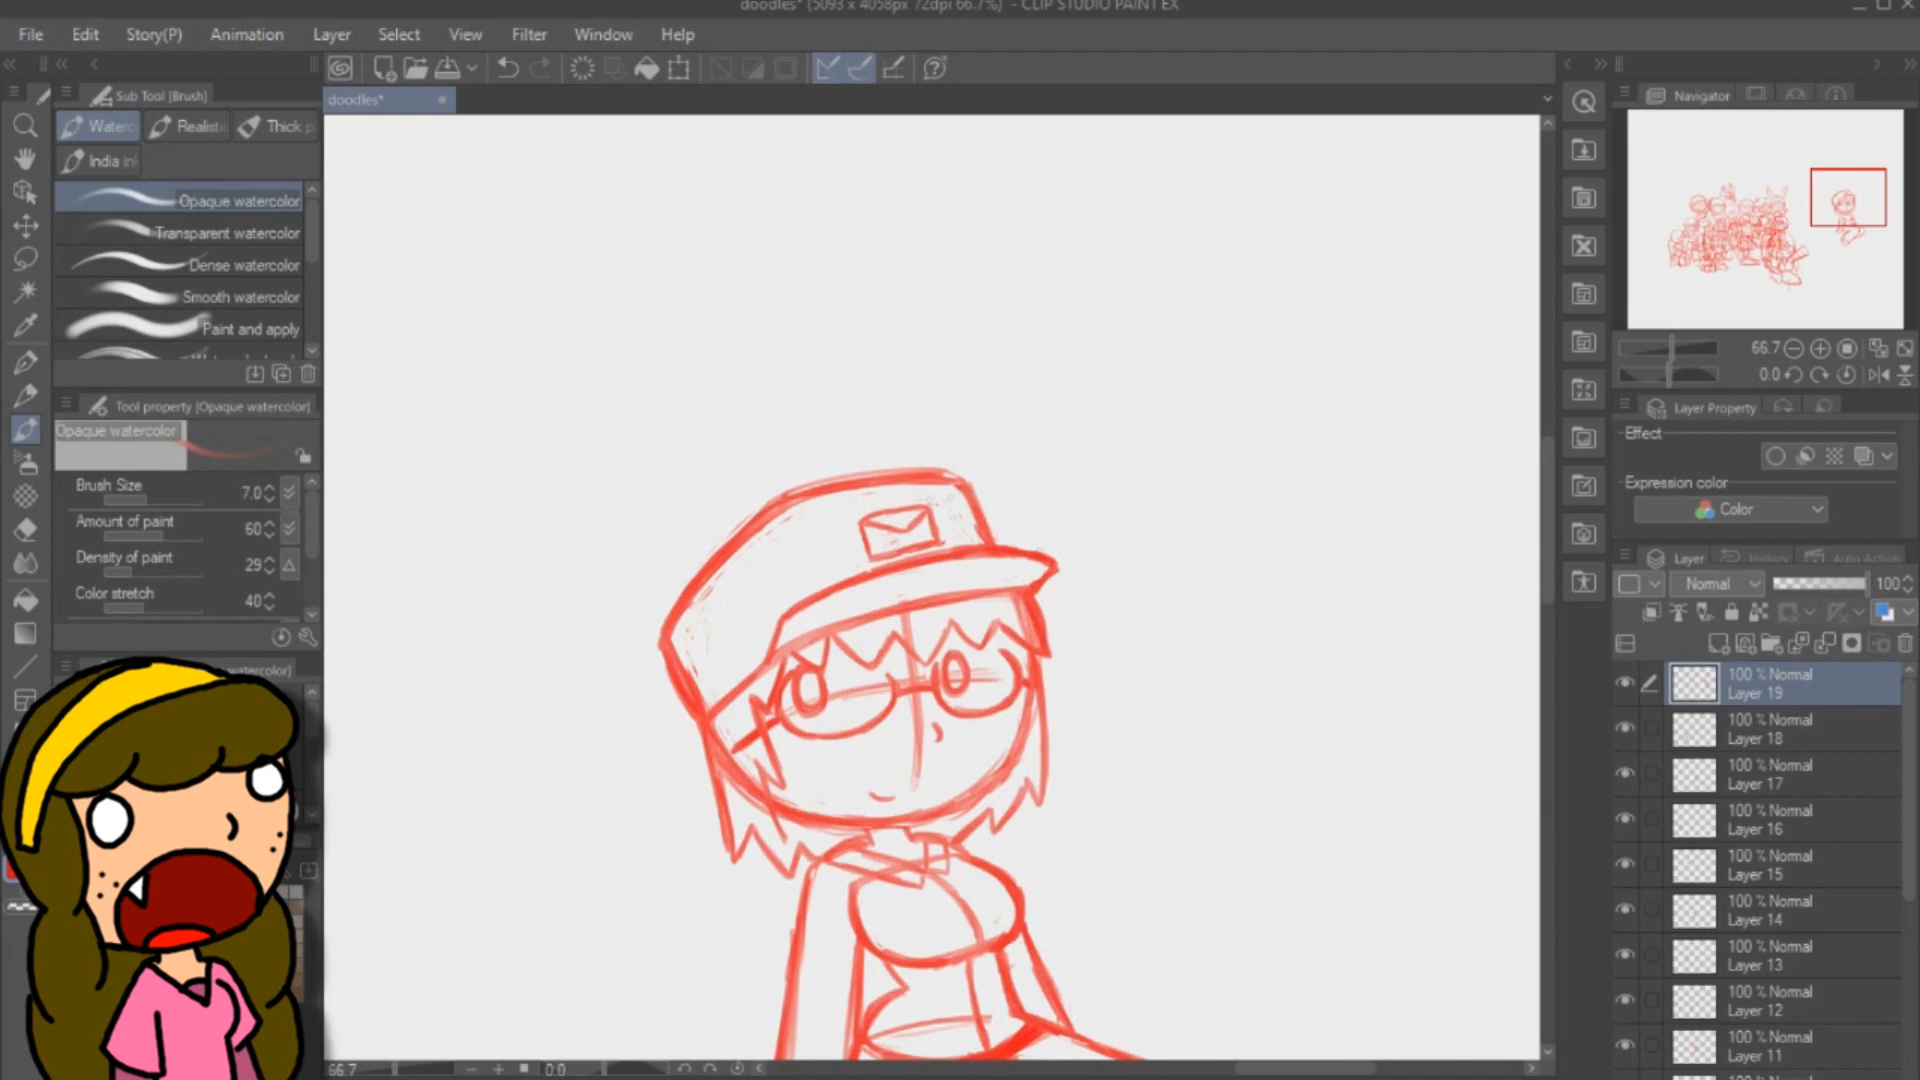 doodles* (5093 x 4058px 72dpi 66.7%) - CLIP STUDIO PAINT EX
File Edit Story(P) Animation Layer Select View Filter Window Help
Sub Tool [Brush]
Waterc Realistic Thick p
India in
Opaque watercolor
Transparent watercolor
Dense watercolor
Smooth watercolor
Paint and apply
Tool property [Opaque watercolor]
Opaque watercolor
Brush Size 7.0
Amount of paint 60
Density of paint 29
Color stretch 40
watercolor]
doodles*
66.7 0.0
Navigator
66.7
0.0
Layer Property
Effect
Expression color
Color
Layer History Auto Action
Normal 100
100 % Normal
Layer 19
100 % Normal
Layer 18
100 % Normal
Layer 17
100 % Normal
Layer 16
100 % Normal
Layer 15
100 % Normal
Layer 14
100 % Normal
Layer 13
100 % Normal
Layer 12
100 % Normal
Layer 11